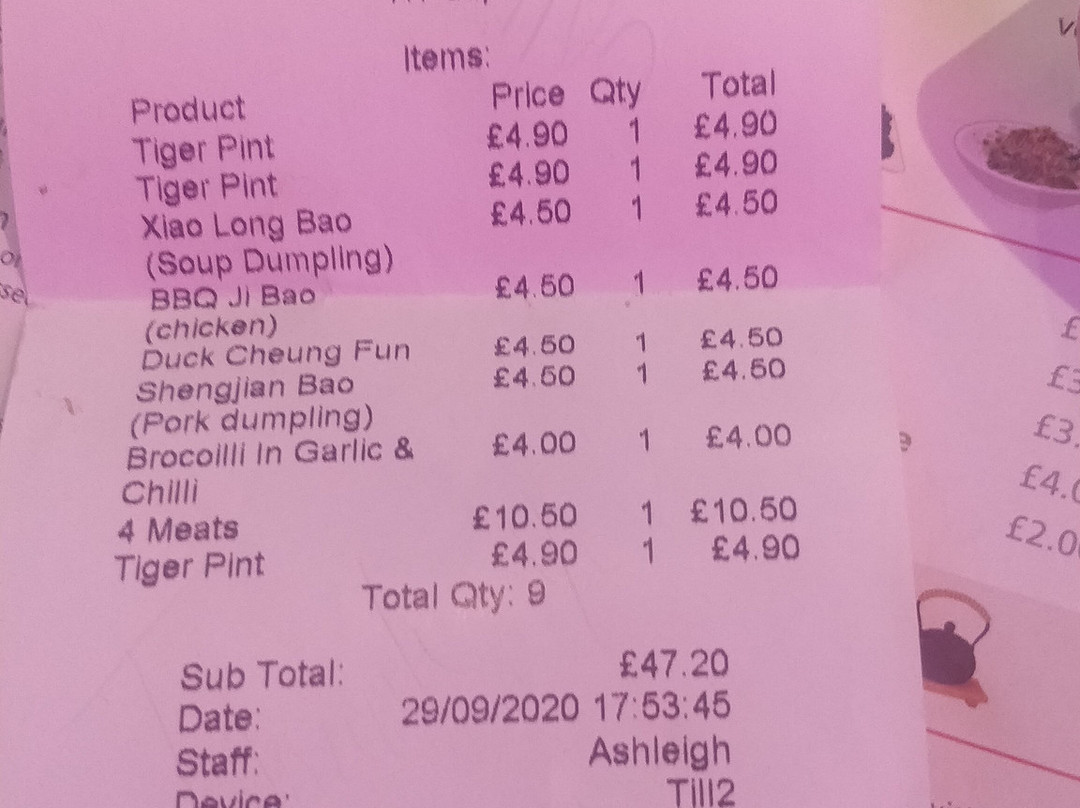 Items:
Product Price Qty Total
Tiger Pint £4.90 1 £4.90
Tiger Pint £4.90 1 £4.90
Xiao Long Bao £4.50 1 £4.50
(Soup Dumpling)
BBQ Ji Bao £4.50 1 £4.50
(chicken)
Duck Cheung Fun £4.50 1 £4.50
Shengjian Bao £4.50 1 £4.50
(Pork dumpling)
Brocoilli In Garlic & £4.00 1 £4.00
Chilli
4 Meats £10.50 1 £10.50
Tiger Pint £4.90 1 £4.90
Total Qty: 9
Sub Total: £47.20
Date: 29/09/2020 17:53:45
Staff: Ashleigh
Device: Till2